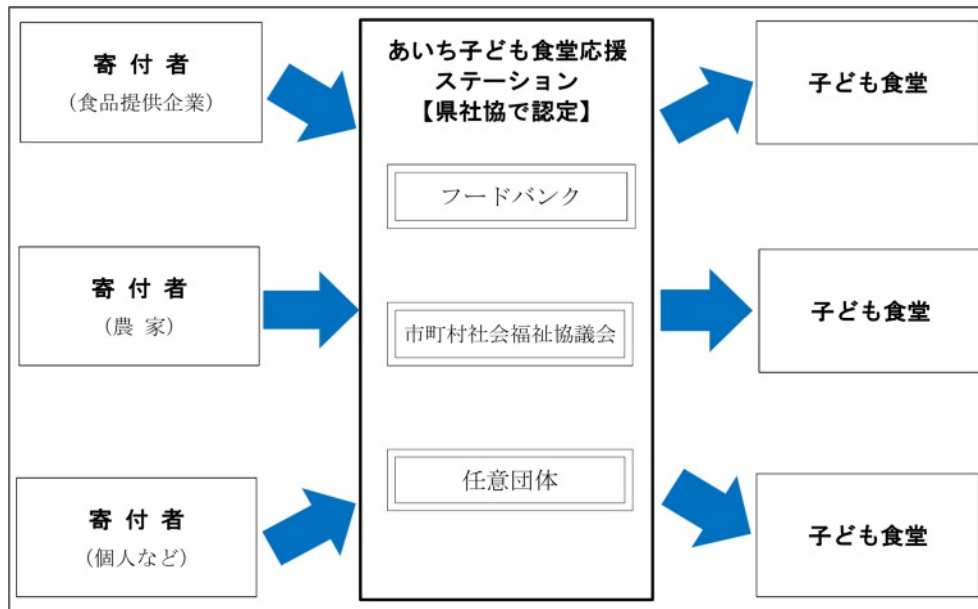 寄 付 者
(食品提供企業)
寄 付 者
(農 家)
寄 付 者
(個人など)
あいち子ども食堂応援
ステーション
【県社協で認定】
フードバンク
市町村社会福祉協議会
任意団体
子ども食堂
子ども食堂
子ども食堂